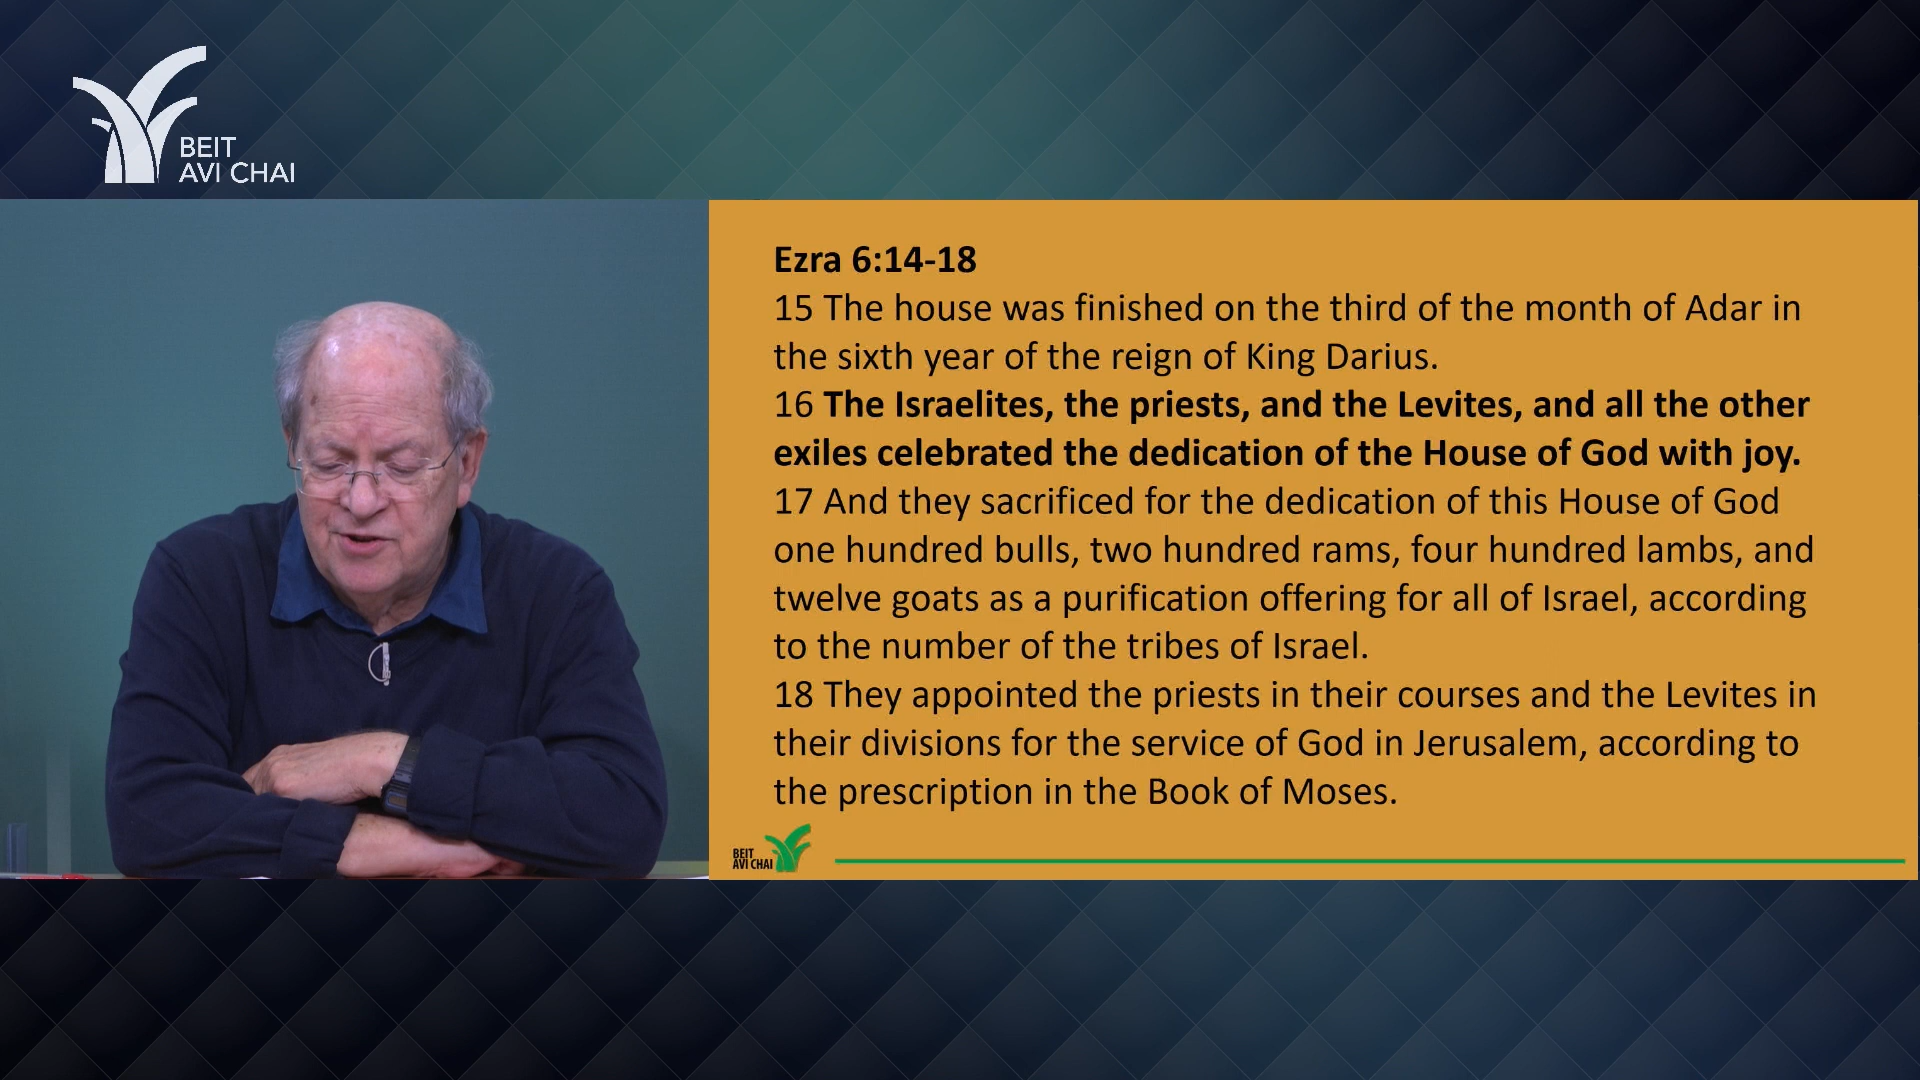 BEIT
AVI CHAI
Ezra 6:14-18
15 The house was finished on the third of the month of Adar in
the sixth year of the reign of King Darius.
16 The Israelites, the priests, and the Levites, and all the other
exiles celebrated the dedication of the House of God with joy.
17 And they sacrificed for the dedication of this House of God
one hundred bulls, two hundred rams, four hundred lambs, and
twelve goats as a purification offering for all of Israel, according
to the number of the tribes of Israel.
18 They appointed the priests in their courses and the Levites in
their divisions for the service of God in Jerusalem, according to
the prescription in the Book of Moses.
BEIT
AVI CHAI